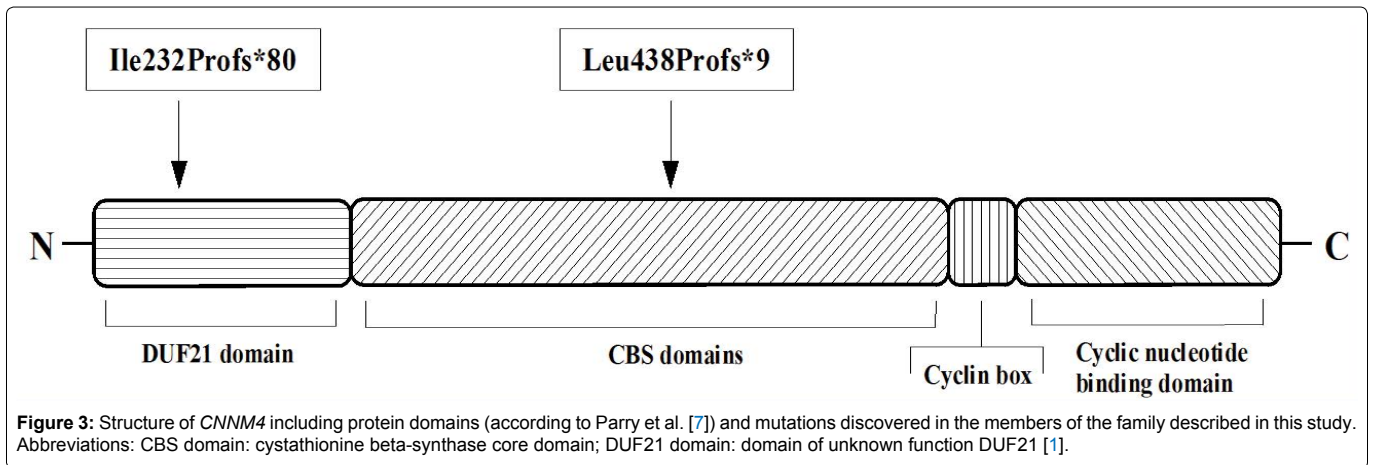 Ile232Profs*80
Leu438Profs*9
N
C
DUF21 domain
CBS domains
Cyclin box
Cyclic nucleotide
binding domain
Figure 3: Structure of CNNM4 including protein domains (according to Parry et al. [7]) and mutations discovered in the members of the family described in this study.
Abbreviations: CBS domain: cystathionine beta-synthase core domain; DUF21 domain: domain of unknown function DUF21 [1].